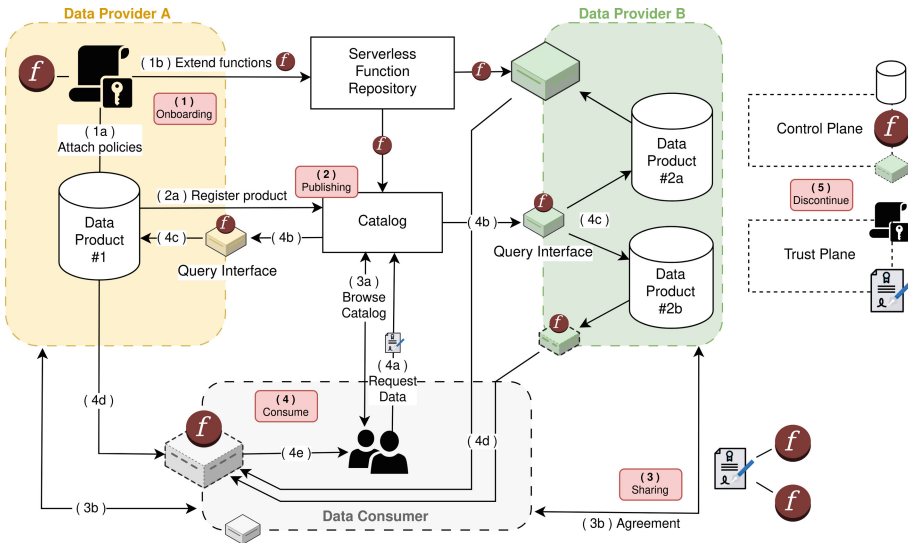 Data Provider A
Data Provider B
f
( 1b ) Extend functions f
Serverless
Function
Repository
f
( 1 )
Onboarding
( 1a )
Attach policies
f
Data
Product
#2a
Control Plane
f
( 2 )
Publishing
( 2a ) Register product
Data
Product
#1
( 4c )
f
( 4b )
Query Interface
Catalog
( 4b )
f
( 4c )
Query Interface
( 5 )
Discontinue
Trust Plane
Data
Product
#2b
( 3a )
Browse
Catalog
f
( 4a )
Request
Data
( 4d )
( 4 )
Consume
f
( 4e )
( 4d )
f
( 3 )
Sharing
f
( 3b )
Data Consumer
( 3b ) Agreement